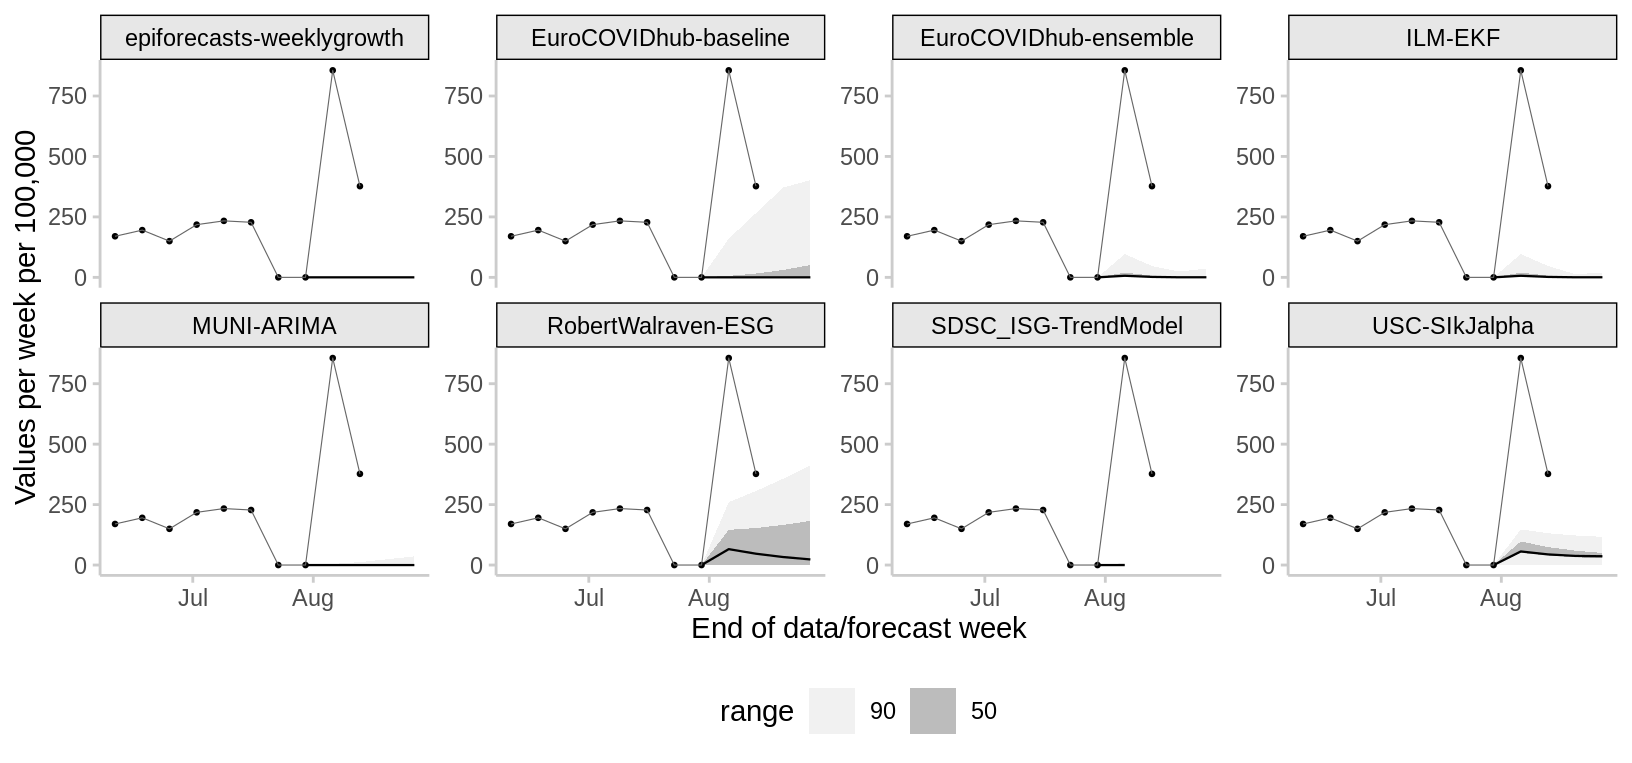 epiforecasts-weeklygrowth EuroCOVIDhub-baseline EuroCOVIDhub-ensemble ILM-EKF
750 750 750 750
500 500 500 500
250 250 250 250
0 0 0 0
Values per week per 100,000
MUNI-ARIMA RobertWalraven-ESG SDSC_ISG-TrendModel USC-SIkJalpha
750 750 750 750
500 500 500 500
250 250 250 250
0 0 0 0
Jul Aug Jul Aug Jul Aug Jul Aug
End of data/forecast week
range 90 50